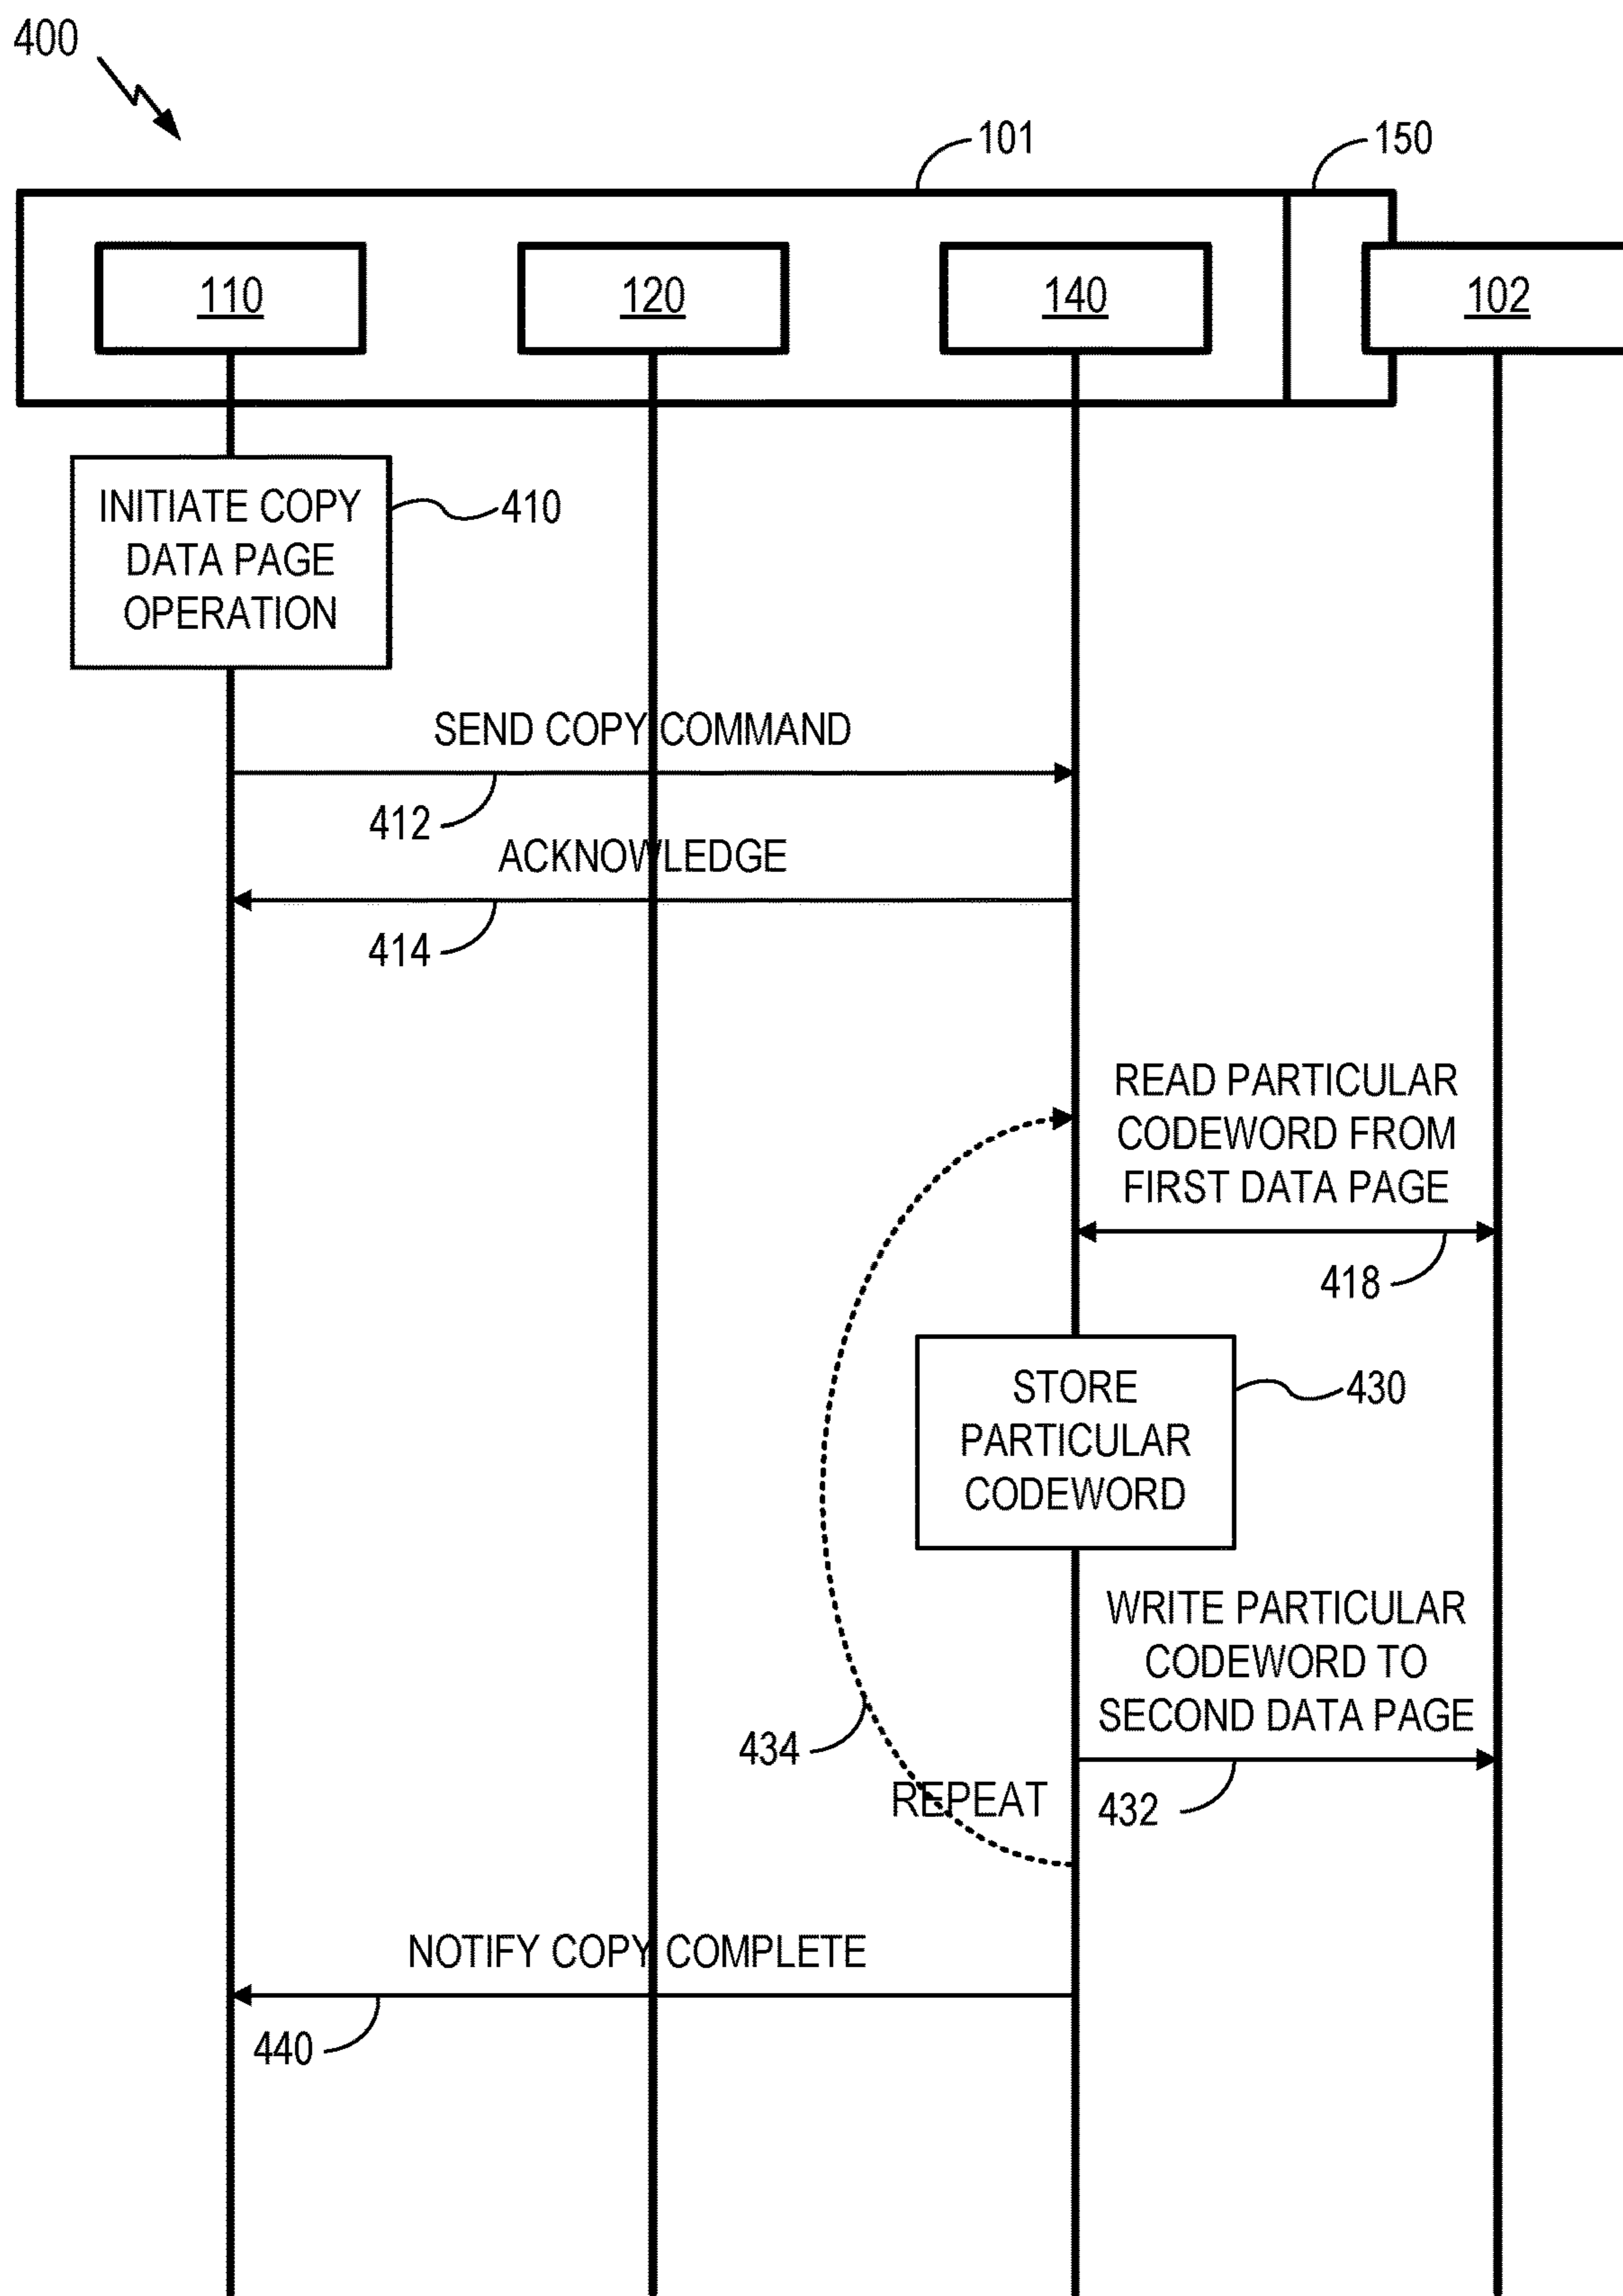 400
101
150
110
120
140
102
INITIATE COPY
DATA PAGE
OPERATION
410
SEND COPY COMMAND
412
ACKNOWLEDGE
414
READ PARTICULAR
CODEWORD FROM
FIRST DATA PAGE
418
STORE
PARTICULAR
CODEWORD
430
WRITE PARTICULAR
CODEWORD TO
SECOND DATA PAGE
434
REPEAT
432
NOTIFY COPY COMPLETE
440